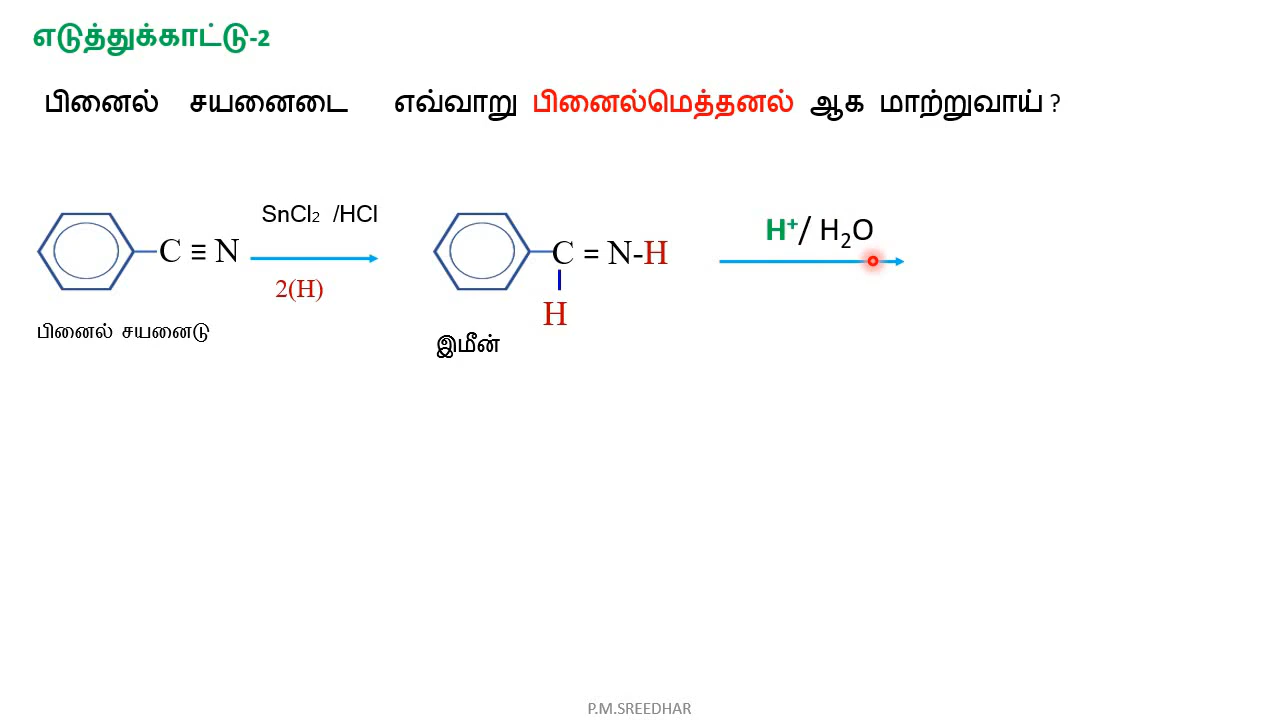 எடுத்துக்காட்டு-2
பினைல் சயனைடை எவ்வாறு பினைல்மெத்தனல் ஆக மாற்றுவாய் ?
SnCl₂ /HCl
C ≡ N
2(H)
பினைல் சயனைடு
C = N-H
H
இமீன்
H⁺/ H₂O
P.M.SREEDHAR